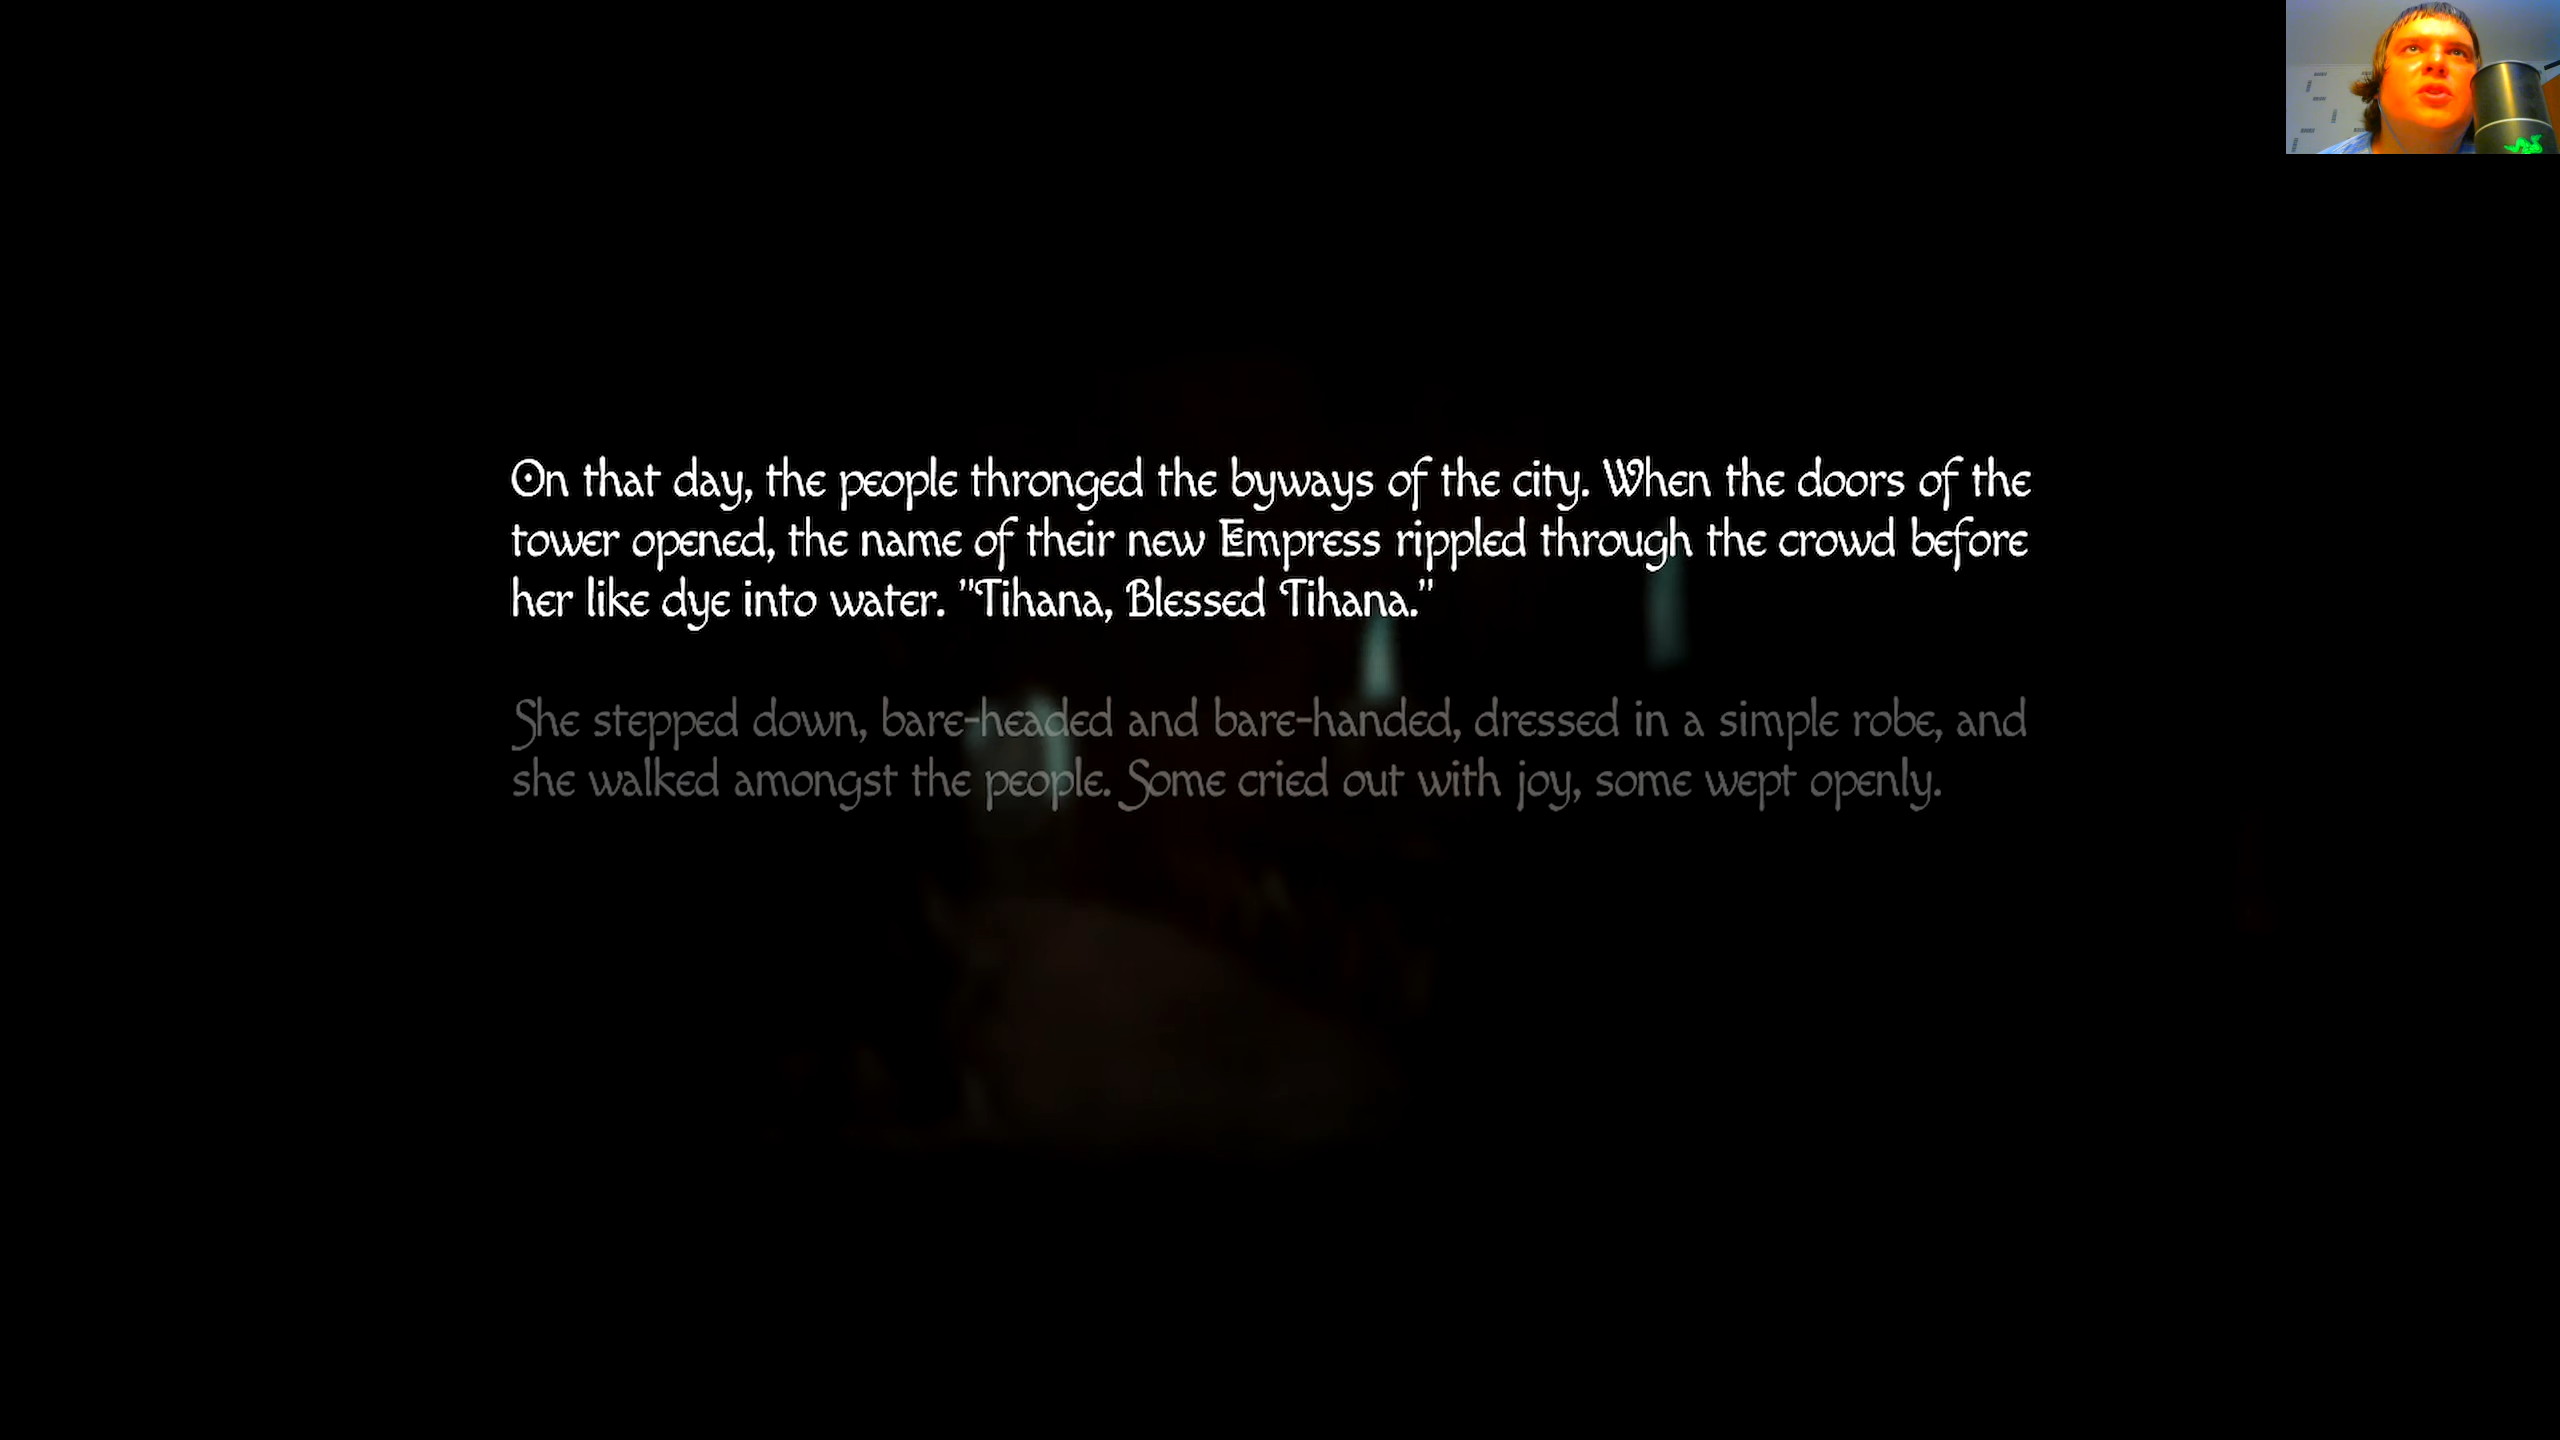 On that day, the people thronged the byways of the city. When the doors of the
tower opened, the name of their new Empress rippled through the crowd before
her like dye into water. "Tihana, Blessed Tihana."
She stepped down, bare-headed and bare-handed, dressed in a simple robe, and
she walked amongst the people. Some cried out with joy, some wept openly.